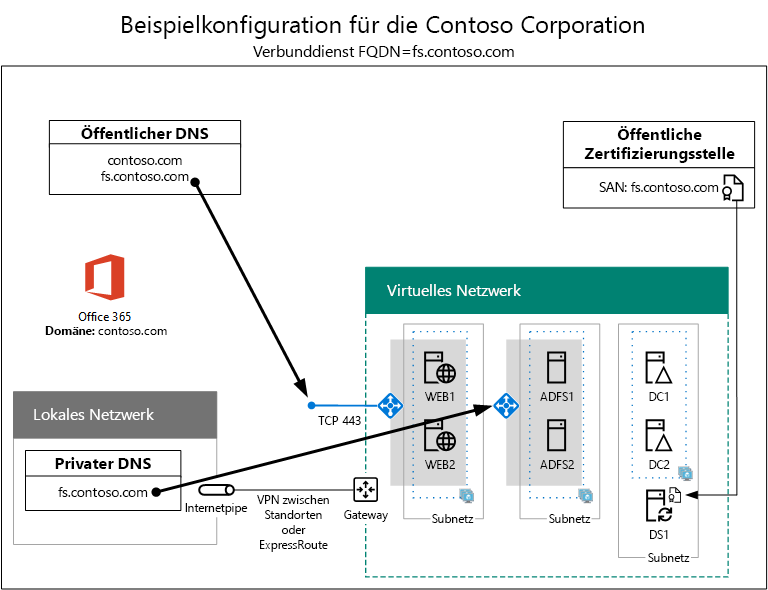 Beispielkonfiguration für die Contoso Corporation
Verbunddienst FQDN=fs.contoso.com
Öffentlicher DNS
contoso.com
fs.contoso.com
Öffentliche
Zertifizierungsstelle
SAN: fs.contoso.com
Office 365
Domäne: contoso.com
Virtuelles Netzwerk
WEB1
ADFS1
DC1
TCP 443
WEB2
ADFS2
DC2
Lokales Netzwerk
Privater DNS
fs.contoso.com
Internetpipe
VPN zwischen
Standorten
oder
ExpressRoute
Gateway
Subnetz
Subnetz
DS1
Subnetz